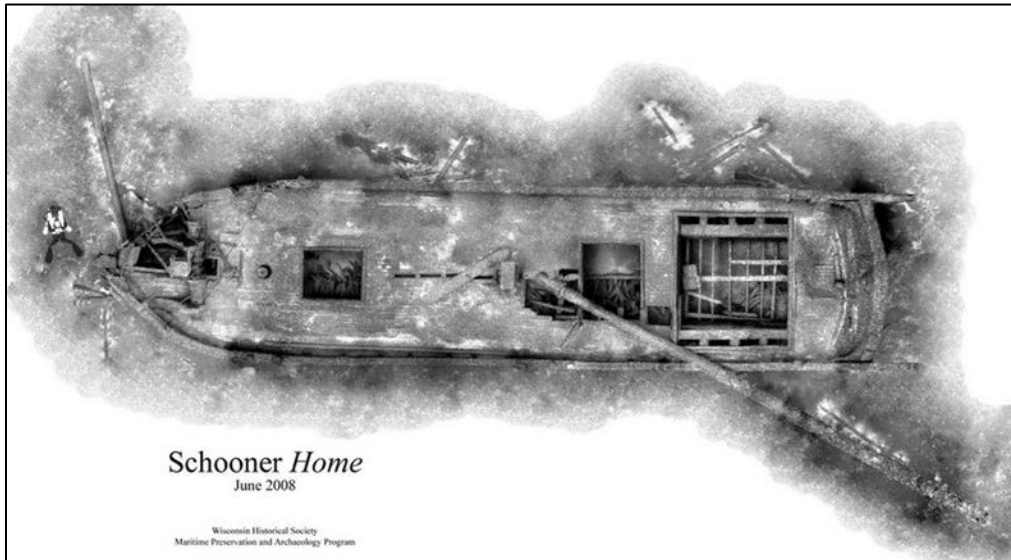 Schooner Home
June 2008
Wisconsin Historical Society
Maritime Preservation and Archaeology Program